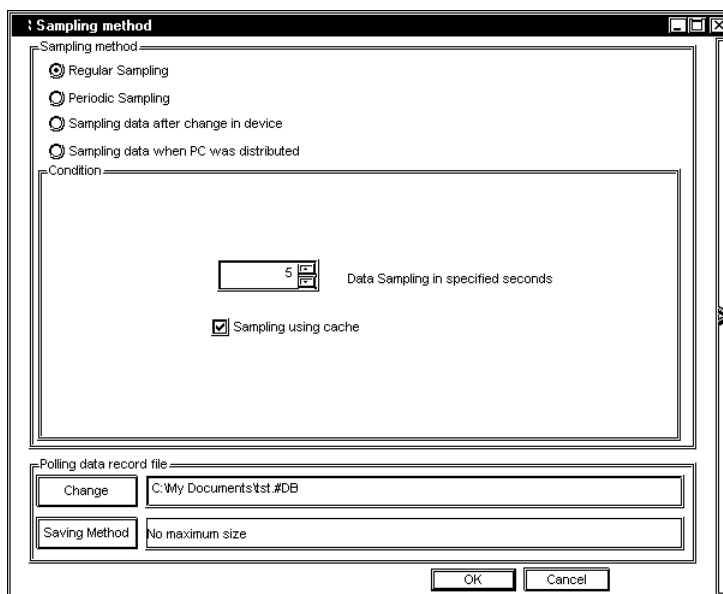 Sampling method
Sampling method
Regular Sampling
Periodic Sampling
Sampling data after change in device
Sampling data when PC was distributed
Condition
5
Data Sampling in specified seconds
Sampling using cache
Polling data record file
Change
C:\My Documents\tst.#DB
Saving Method
No maximum size
OK
Cancel